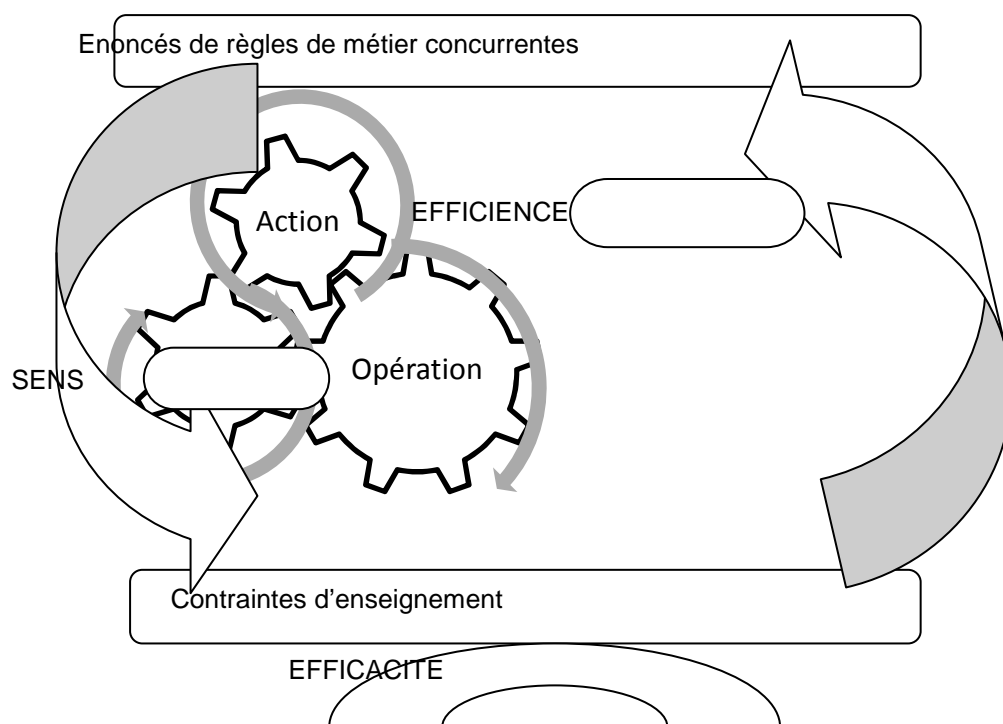 Enoncés de règles de métier concurrentes
Action
EFFICIENCE
Opération
SENS
Contraintes d’enseignement
EFFICACITE